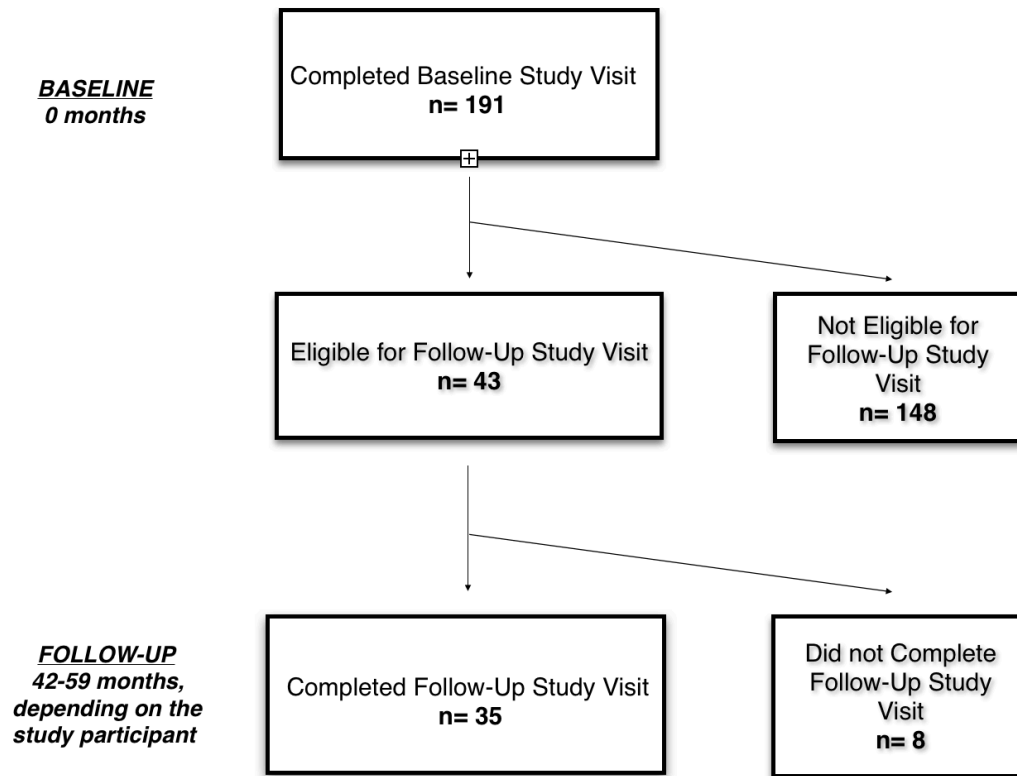 BASELINE
0 months
Completed Baseline Study Visit
n= 191
Eligible for Follow-Up Study Visit
n= 43
Not Eligible for
Follow-Up Study
Visit
n= 148
FOLLOW-UP
42-59 months,
depending on the
study participant
Completed Follow-Up Study Visit
n= 35
Did not Complete
Follow-Up Study
Visit
n= 8